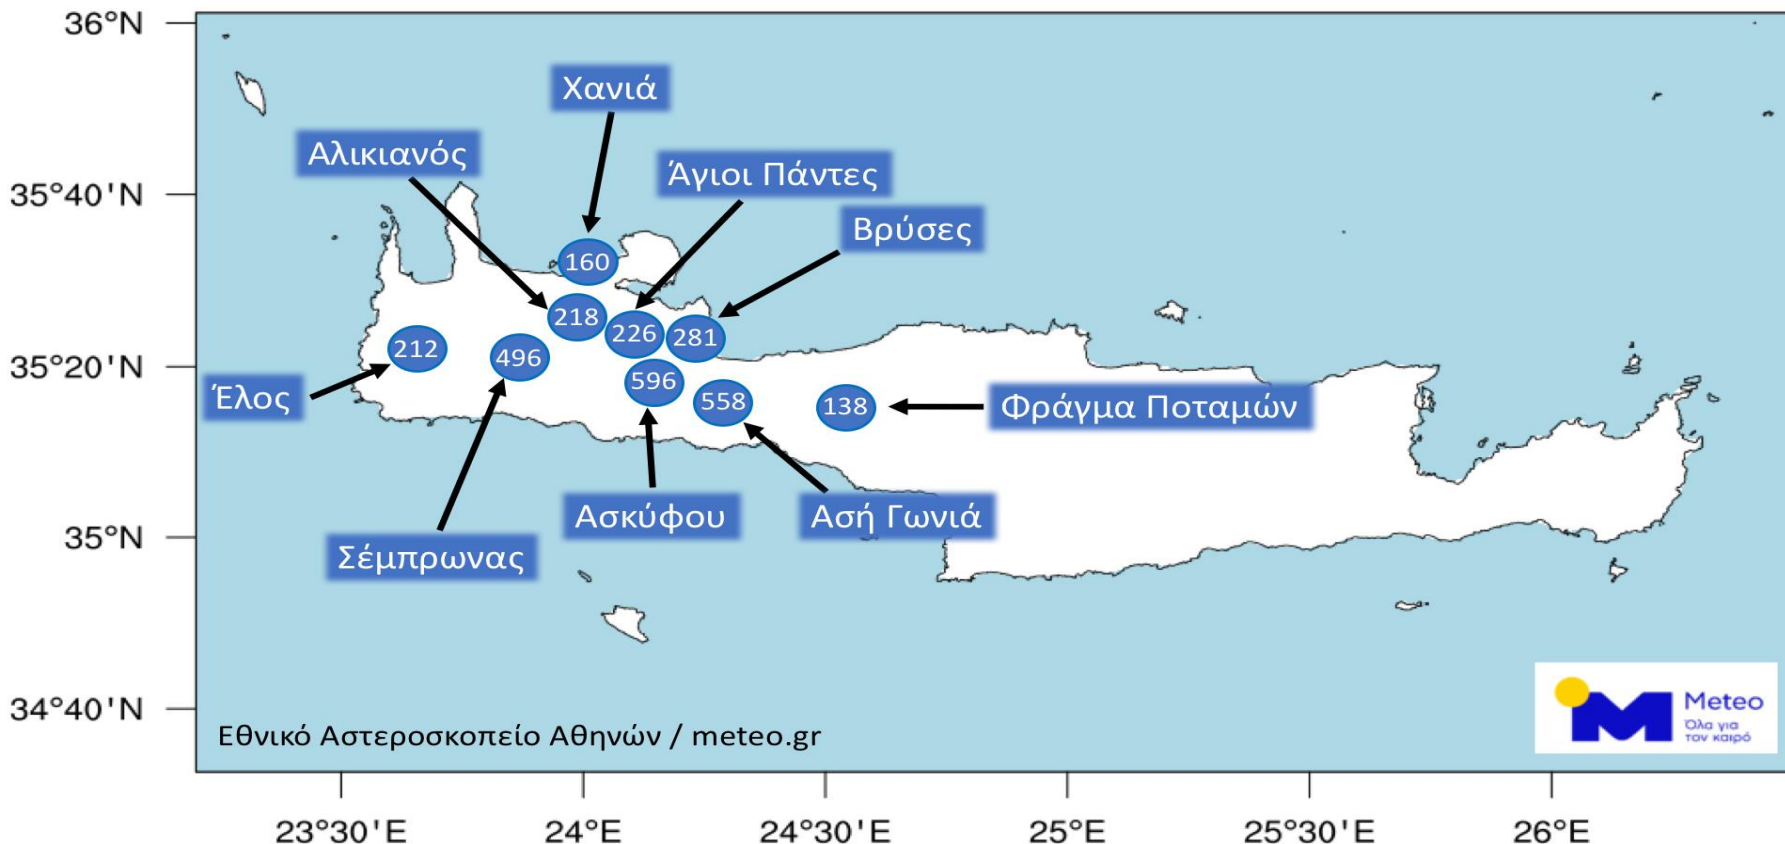 36°N
Χανιά
Αλικιανός
Άγιοι Πάντες
35°40'N
Βρύσες
160
218
226
281
212
496
35°20'N
596
Έλος
558
138
Φράγμα Ποταμών
Ασκύφου
Ασή Γωνιά
35°N
Σέμπρωνας
34°40'N
Εθνικό Αστεροσκοπείο Αθηνών / meteo.gr
M Meteo
Όλα για
τον καιρό
23°30'E
24°E
24°30'E
25°E
25°30'E
26°E